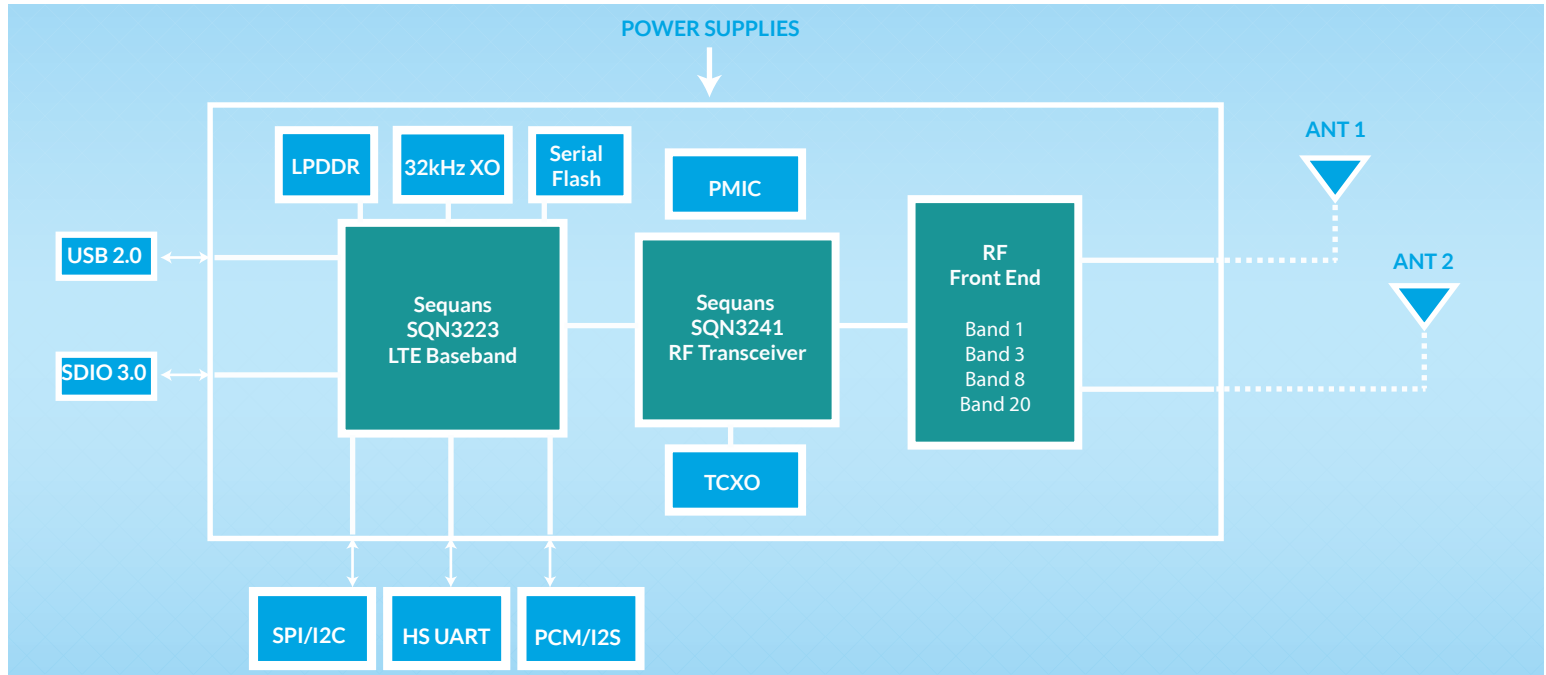 POWER SUPPLIES
ANT 1
LPDDR
32kHz XO
Serial
Flash
PMIC
USB 2.0
RF
Front End
ANT 2
Sequans
SQN3223
LTE Baseband
Sequans
SQN3241
RF Transceiver
Band 1
Band 3
Band 8
Band 20
SDIO 3.0
TCXO
SPI/I2C
HS UART
PCM/I2S